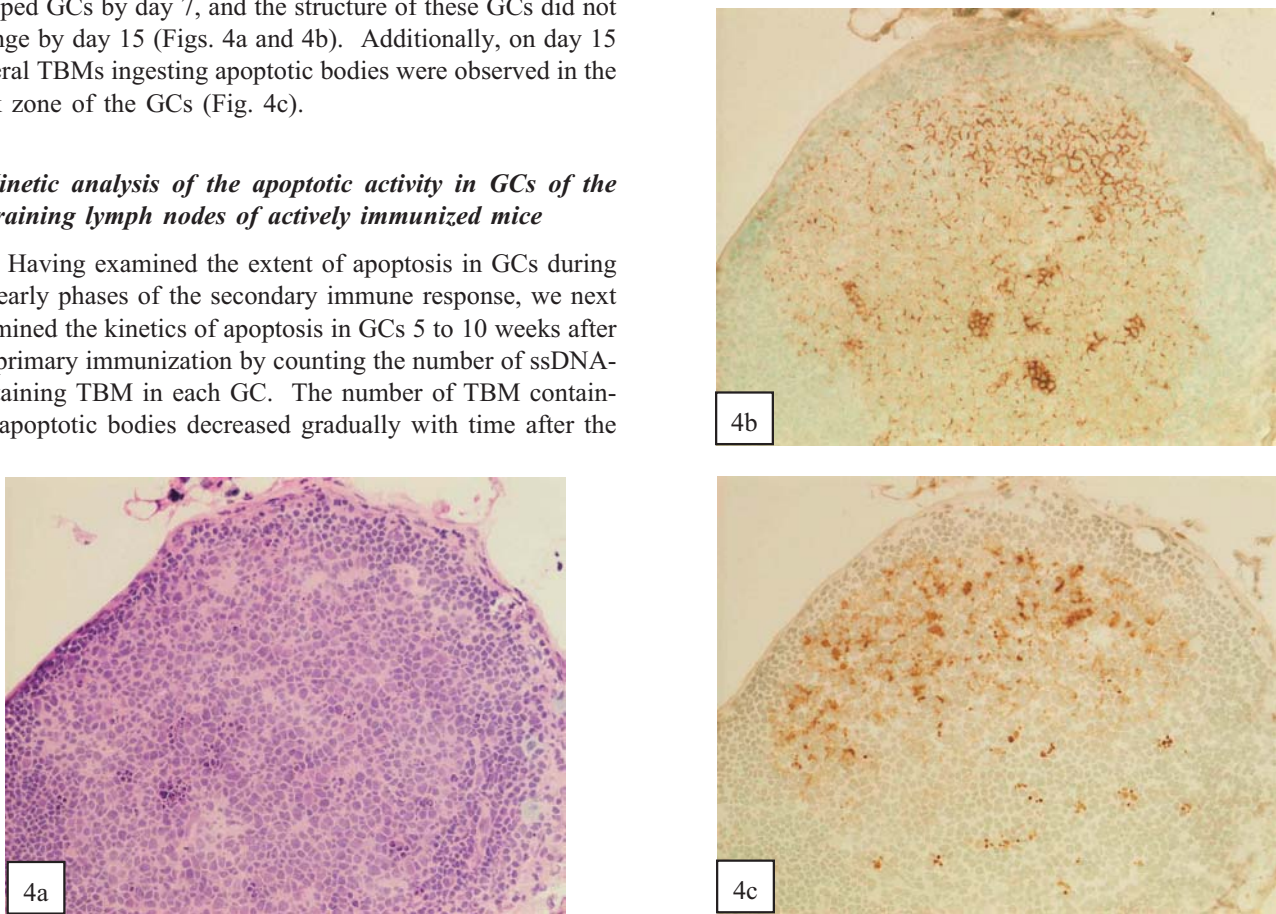 ped GCs by day 7, and the structure of these GCs did not
nge by day 15 (Figs. 4a and 4b). Additionally, on day 15
eral TBMs ingesting apoptotic bodies were observed in the
zone of the GCs (Fig. 4c).
inetic analysis of the apoptotic activity in GCs of the
raining lymph nodes of actively immunized mice
Having examined the extent of apoptosis in GCs during
early phases of the secondary immune response, we next
mined the kinetics of apoptosis in GCs 5 to 10 weeks after
primary immunization by counting the number of ssDNA-
taining TBM in each GC. The number of TBM contain-
apoptotic bodies decreased gradually with time after the
4a
4b
4c